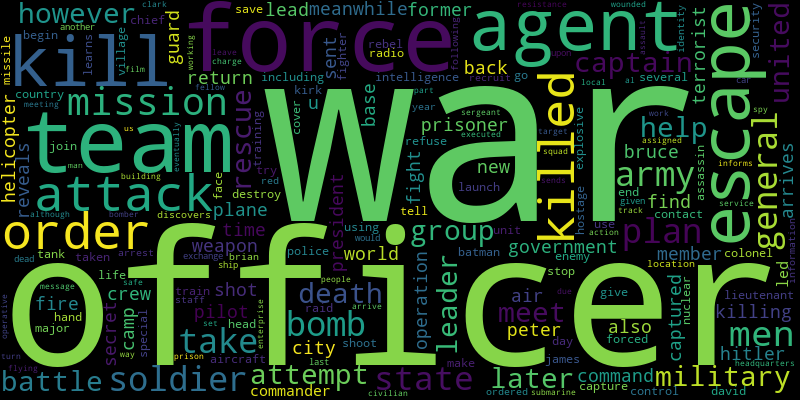 however
begin
another
chief
clark
save
lead
meanwhile
former
resistance
wounded
identity
security
kill
learns
village
guard
working
force
rebel
radio
sent
fighter
following
agent
assault
terrorist
escape
united
missile
film
leave
charge
return
including
intelligence
back
go
captain
several
country
meeting
mission
fellow
kirk
part
year
recruit
upon
local
ai
car
helicopter
team
us
rescue
training
cover
u
base
prisoner
sergeant
executed
killed
explosive
target
help
work
spy
join
eventually
refuse
squad
assigned
assassin
informs
general
man
building
try
war
fight
new
bruce
find
contact
service
arrives
reveals
attack
face
red
destroy
launch
sends
hostage
army
end
given
track
information
although
bomber
discovers
plane
tell
order
time
president
using
would
group
unit
use
action
plan
colonel
weapon
world
batman
government
member
led
dead
taken
arrest
exchange
brian
police
enemy
location
tank
ship
operation
leader
stop
officer
life
safe
death
people
air
day
due
give
captured
nuclear
lieutenant
operative
message
crew
train
shot
raid
arrive
meet
killing
fire
staff
pilot
bomb
peter
also
men
hand
camp
secret
special
set
head
enterprise
city
shoot
james
forced
hitler
major
way
take
last
make
headquarters
turn
flying
prison
aircraft
battle
soldier
attempt
state
later
command
military
commander
civilian
ordered
submarine
capture
control
david